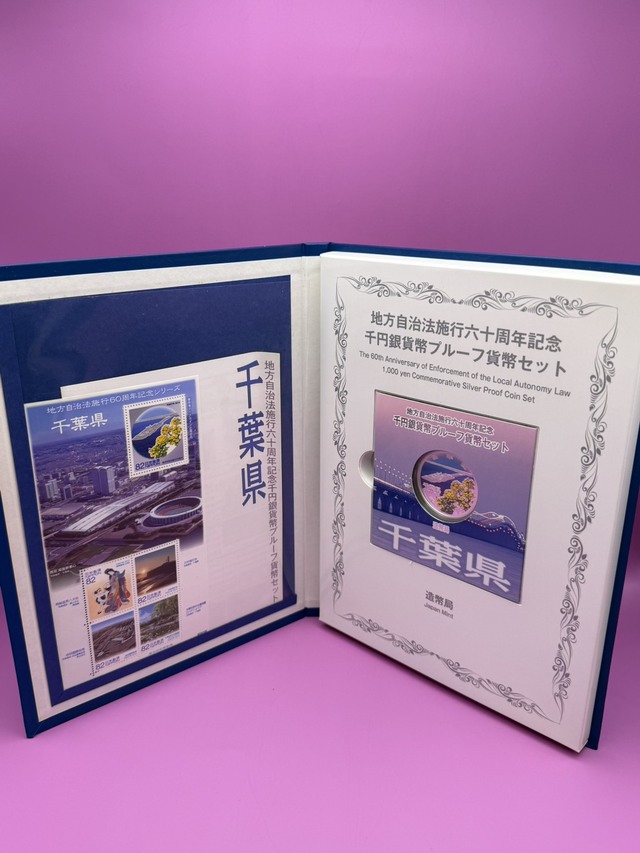 地方自治法施行60周年記念シリーズ
千葉県
82
82
82
82
82
千葉県
地方自治法施行六十周年記念千円銀貨幣プルーフ貨幣セット
地方自治法施行六十周年記念
千円銀貨幣プルーフ貨幣セット
The 60th Anniversary of Enforcement of the Local Autonomy Law
1,000 yen Commemorative Silver Proof Coin Set
地方自治法施行六十周年記念
千円銀貨幣プルーフ貨幣セット
千葉県
造幣局
Japan Mint